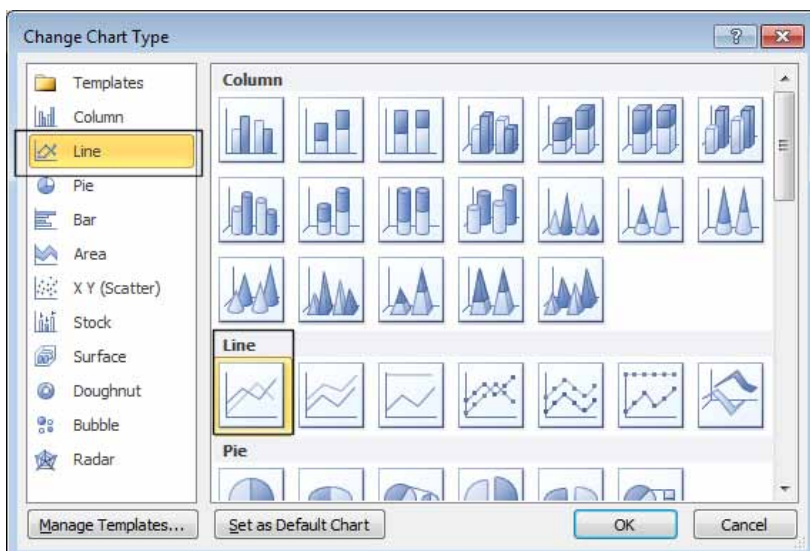 Change Chart Type
Templates
Column
Line
Pie
Bar
Area
X Y (Scatter)
Stock
Surface
Doughnut
Bubble
Radar
Column
Line
Pie
Manage Templates...
Set as Default Chart
OK
Cancel